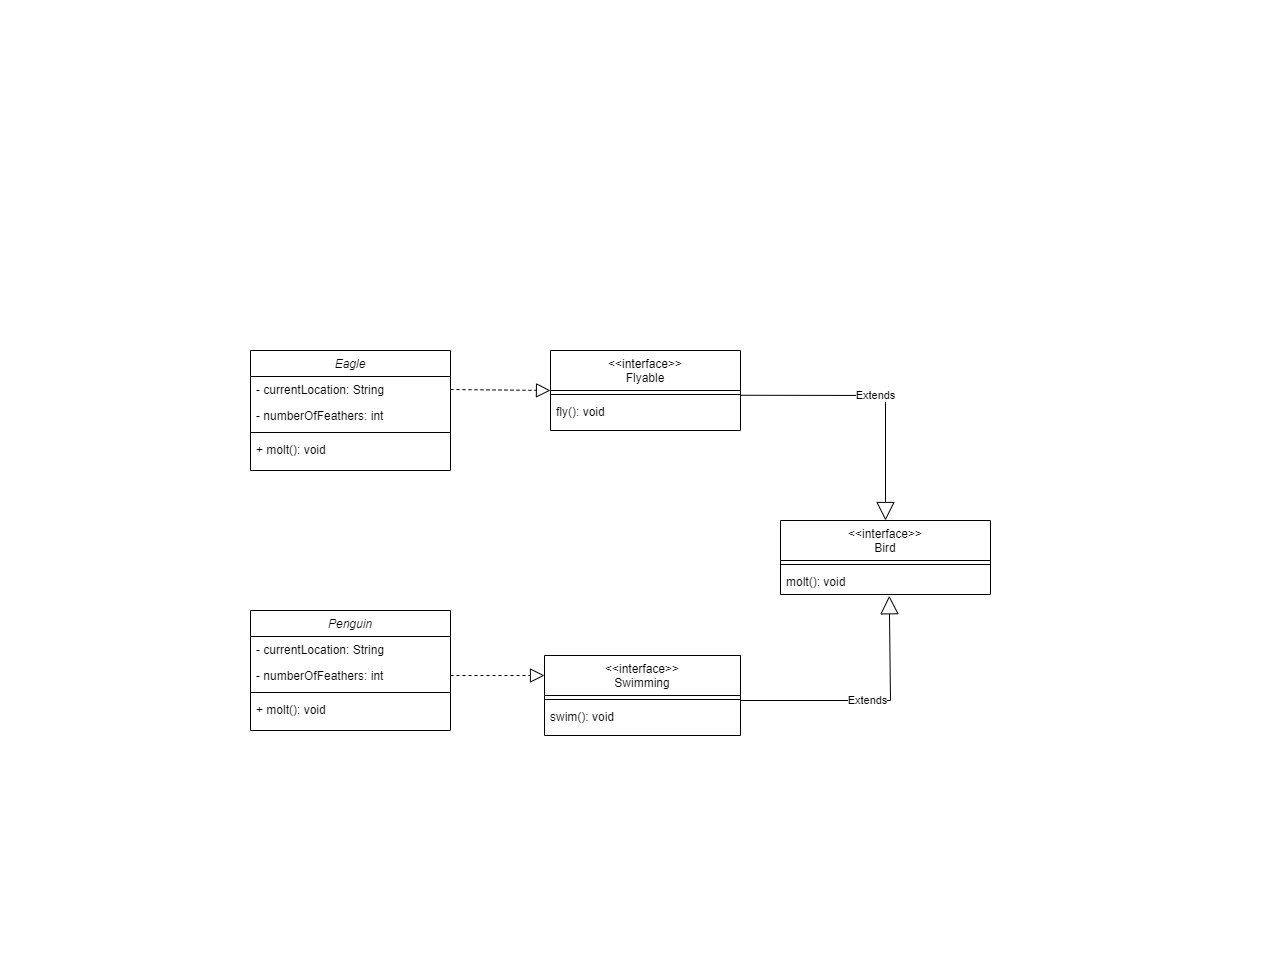 Eagle
- currentLocation: String
- numberOfFeathers: int
+ molt(): void
<<interface>>
Flyable
fly(): void
Extends
<<interface>>
Bird
molt(): void
Penguin
- currentLocation: String
- numberOfFeathers: int
+ molt(): void
<<interface>>
Swimming
swim(): void
Extends